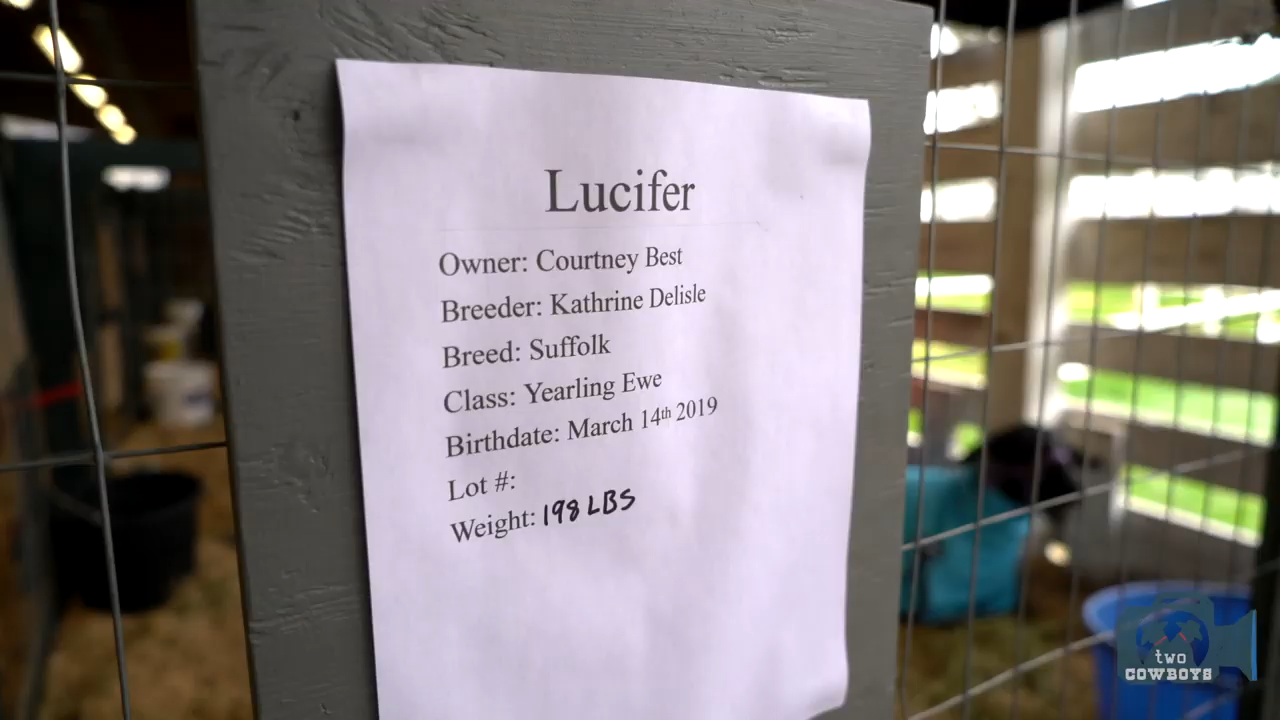 Lucifer
Owner: Courtney Best
Breeder: Kathrine Delisle
Breed: Suffolk
Class: Yearling Ewe
Birthdate: March 14th 2019
Lot #:
Weight: 198 LBS
two
COWBOYS